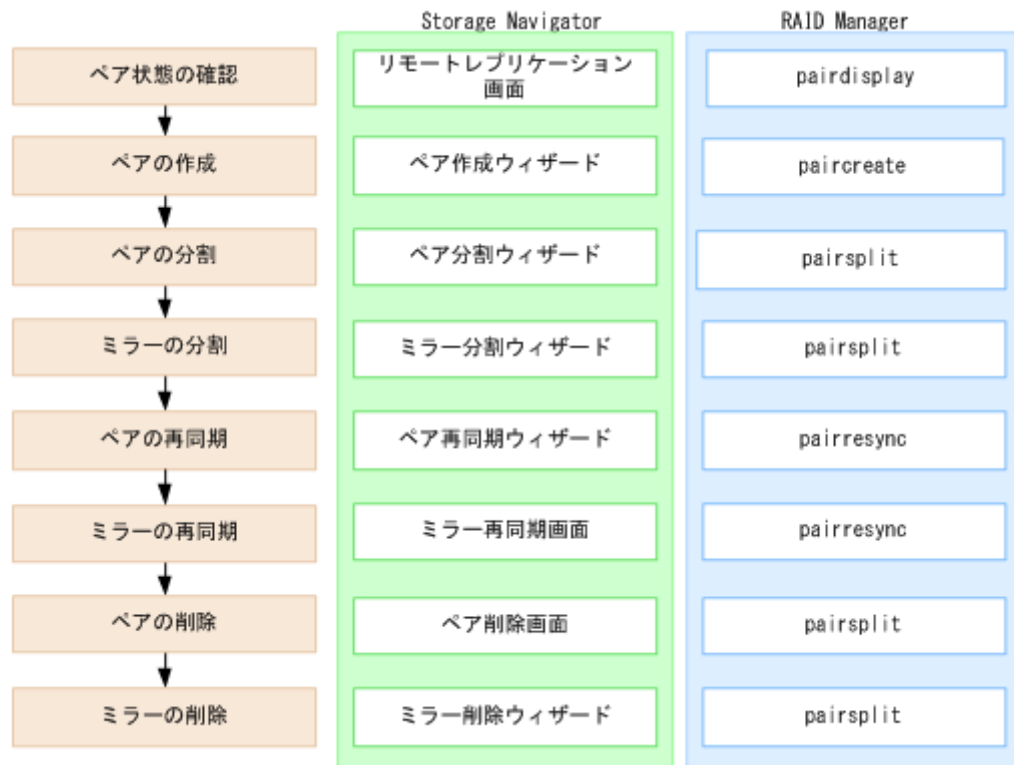 Storage Navigator
RAID Manager
ペア状態の確認
リモートレプリケーション
画面
pairdisplay
ペアの作成
ペア作成ウィザード
paircreate
ペアの分割
ペア分割ウィザード
pairsplit
ミラーの分割
ミラー分割ウィザード
pairsplit
ペアの再同期
ペア再同期ウィザード
pairresync
ミラーの再同期
ミラー再同期画面
pairresync
ペアの削除
ペア削除画面
pairsplit
ミラーの削除
ミラー削除ウィザード
pairsplit